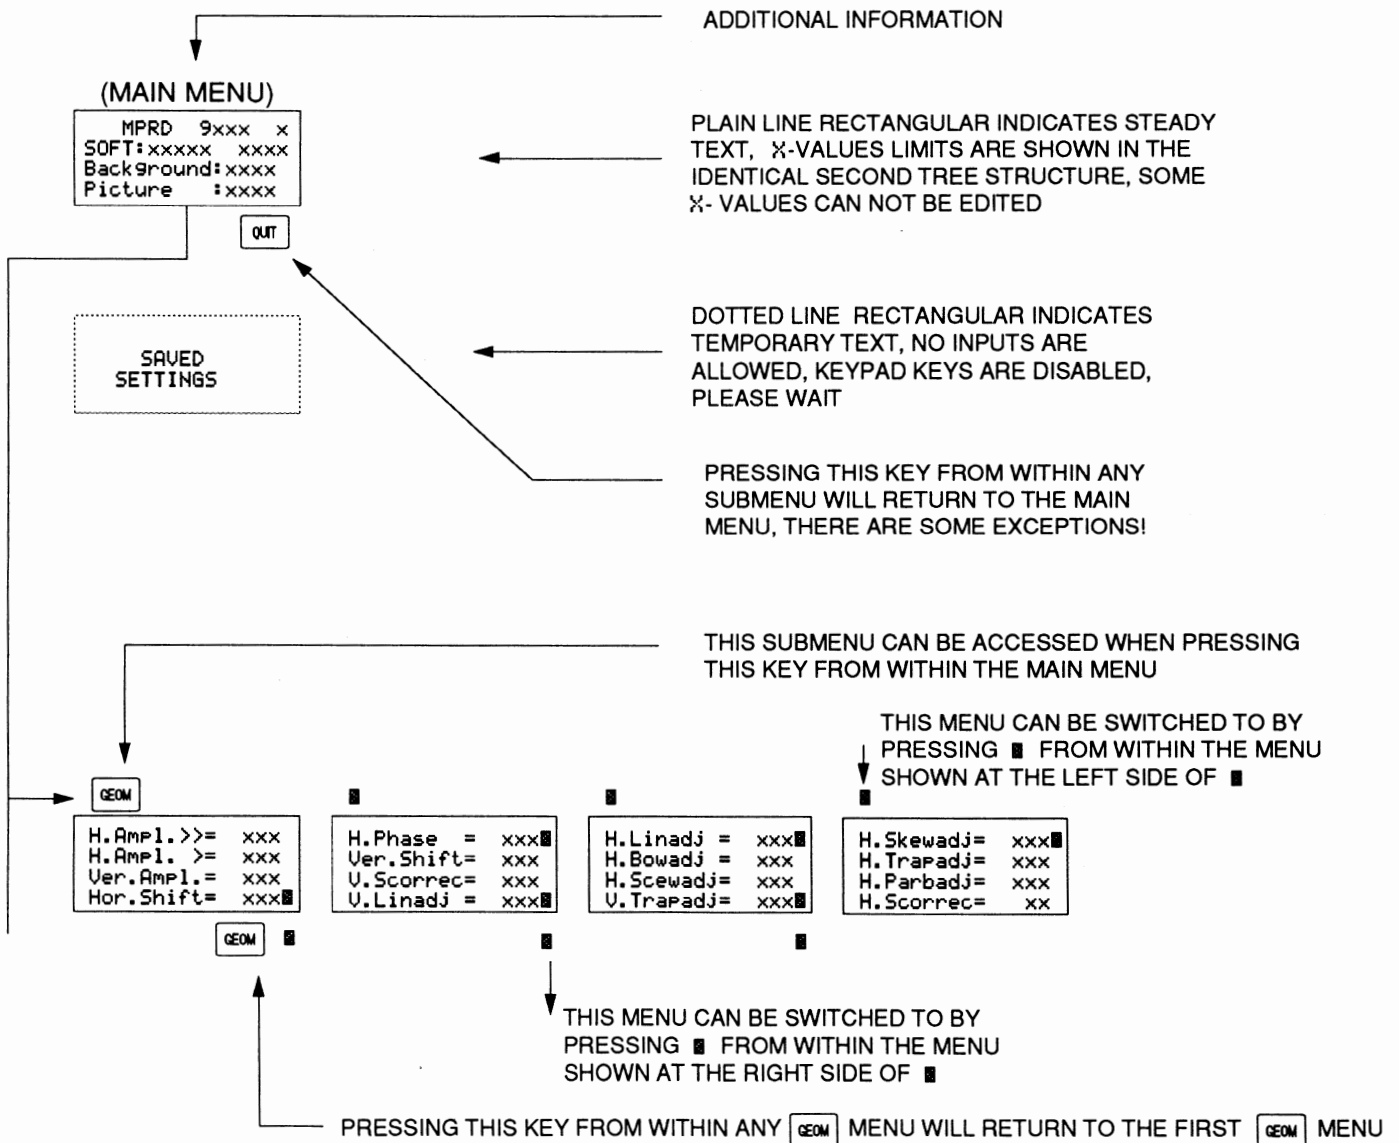 ADDITIONAL INFORMATION
(MAIN MENU)
MPRD 9xxx x
SOFT:xxxxx xxxx
Background:xxxx
Picture :xxxx
QUIT
PLAIN LINE RECTANGULAR INDICATES STEADY
TEXT, X-VALUES LIMITS ARE SHOWN IN THE
IDENTICAL SECOND TREE STRUCTURE, SOME
X- VALUES CAN NOT BE EDITED
SAVED
SETTINGS
DOTTED LINE RECTANGULAR INDICATES
TEMPORARY TEXT, NO INPUTS ARE
ALLOWED, KEYPAD KEYS ARE DISABLED,
PLEASE WAIT
PRESSING THIS KEY FROM WITHIN ANY
SUBMENU WILL RETURN TO THE MAIN
MENU, THERE ARE SOME EXCEPTIONS!
THIS SUBMENU CAN BE ACCESSED WHEN PRESSING
THIS KEY FROM WITHIN THE MAIN MENU
THIS MENU CAN BE SWITCHED TO BY
PRESSING ■ FROM WITHIN THE MENU
SHOWN AT THE LEFT SIDE OF ■
GEOM
H.Ampl.>>= xxx
H.Ampl. >= xxx
Ver.Ampl.= xxx
Hor.Shift= xxx■
H.Phase = xxx■
Ver.Shift= xxx
V.Scorrec= xxx
V.Linadj = xxx■
H.Linadj = xxx■
H.Bowadj = xxx
H.Scewadj= xxx
V.Trapadj= xxx■
H.Skewadj= xxx■
H.Trapadj= xxx
H.Parbadj= xxx
H.Scorrec= xx
GEOM
THIS MENU CAN BE SWITCHED TO BY
PRESSING ■ FROM WITHIN THE MENU
SHOWN AT THE RIGHT SIDE OF ■
PRESSING THIS KEY FROM WITHIN ANY GEOM MENU WILL RETURN TO THE FIRST GEOM MENU